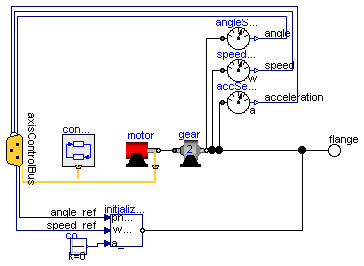 angleS...
angle
speed...
speed
w
accSe...
acceleration
a
axisControlBus
con...
motor
gear
2
flange
angle_ref
initializ...
ph...
speed_ref
w...
co...
a_
k=0